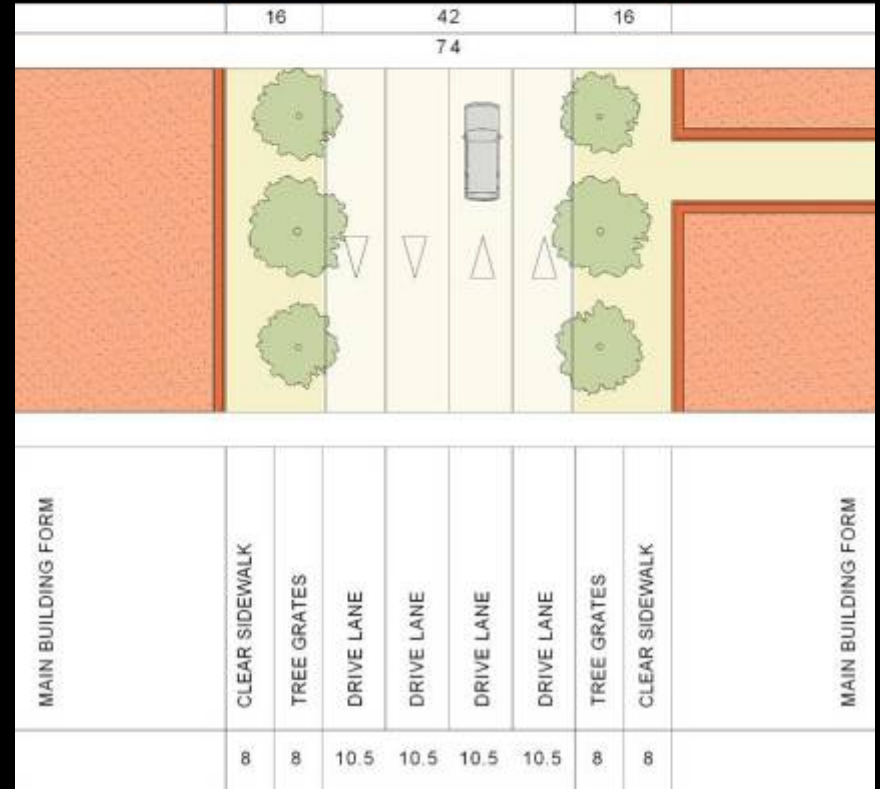 16 42 16
74
MAIN BUILDING FORM
CLEAR SIDEWALK
TREE GRATES
DRIVE LANE
DRIVE LANE
DRIVE LANE
DRIVE LANE
TREE GRATES
CLEAR SIDEWALK
MAIN BUILDING FORM
8 8 10.5 10.5 10.5 10.5 8 8